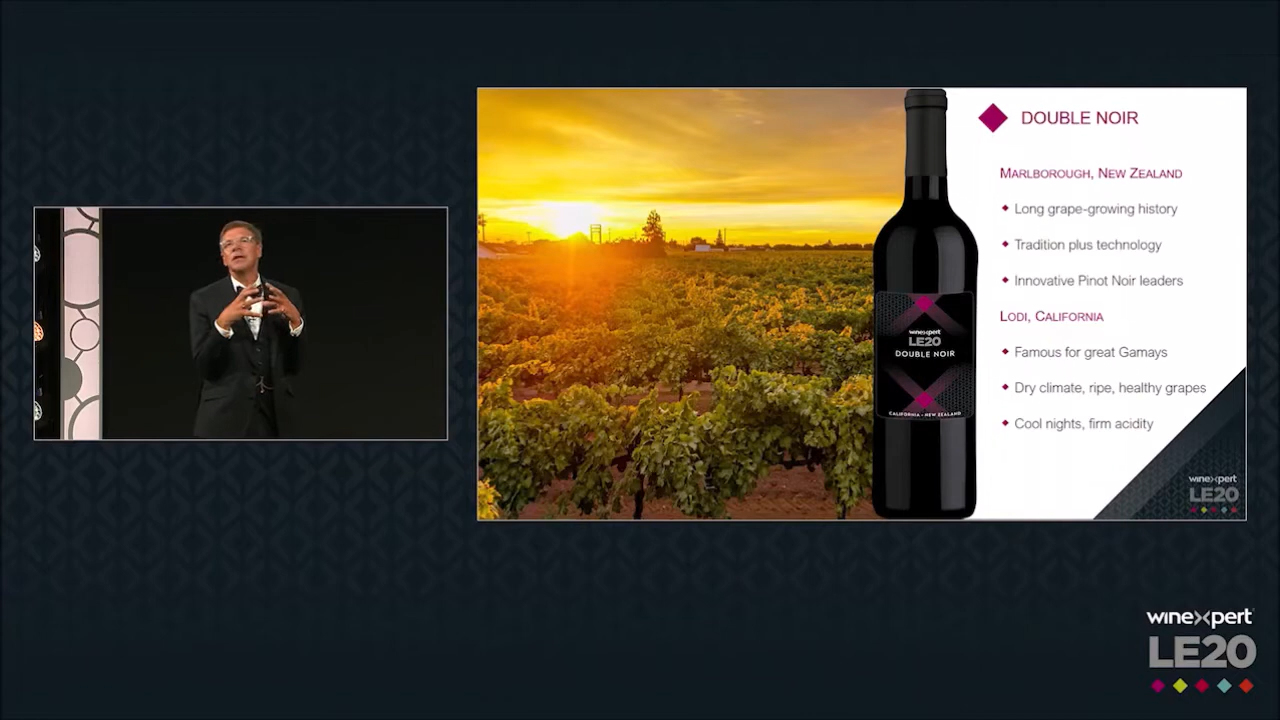 DOUBLE NOIR
MARLBOROUGH, NEW ZEALAND
Long grape-growing history
Tradition plus technology
Innovative Pinot Noir leaders
LODI, CALIFORNIA
Famous for great Gamays
Dry climate, ripe, healthy grapes
Cool nights, firm acidity
winexpert
LE20
DOUBLE NOIR
CALIFORNIA - NEW ZEALAND
winexpert
LE20
winexpert
LE20